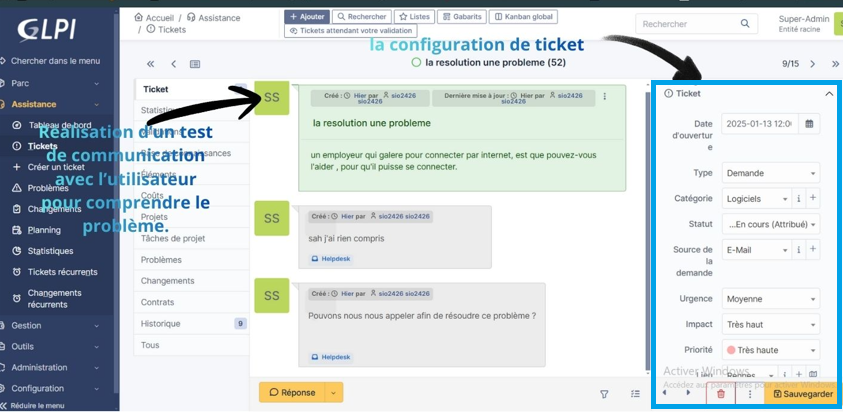 GLPI
Chercher dans le menu
Parc
Assistance
Tableau de bord
Tickets
Créer un ticket
Problèmes
Changements
Planning
Statistiques
Tickets récurrents
Changements
récurrents
Gestion
Outils
Administration
Configuration
Réduire le menu
Réalisation d'un test
de communication
avec l'utilisateur
pour comprendre le
problème.
Accueil / Assistance
/ Tickets
Ajouter
Rechercher
Listes
Gabarits
Kanban global
Tickets attendant votre validation
Rechercher
Super-Admin
Entité racine
la configuration de ticket
la resolution une probleme (52)
9/15
Ticket
Statistiques
Éléments
Coûts
Projets
Tâches de projet
Problèmes
Changements
Contrats
Historique 9
Tous
SS
Créé : Hier par sio2426
sio2426
Dernière mise à jour : Hier par sio2426
sio2426
la resolution une probleme
un employeur qui galere pour connecter par internet, est que pouvez-vous
l'aider , pour qu'il puisse se connecter.
SS
Créé : Hier par sio2426 sio2426
sah j'ai rien compris
Helpdesk
SS
Créé : Hier par sio2426 sio2426
Pouvons nous nous appeler afin de résoudre ce problème ?
Helpdesk
Réponse
Ticket
Date
d'ouvertur
e
2025-01-13 12:0
Type
Demande
Catégorie
Logiciels
Statut
...En cours (Attribué)
Source de
la
demande
E-Mail
Urgence
Moyenne
Impact
Très haut
Priorité
Très haute
Lieu
Rennes
Activer Windows
Accédez aux paramètres pour activer Windows.
Sauvegarder